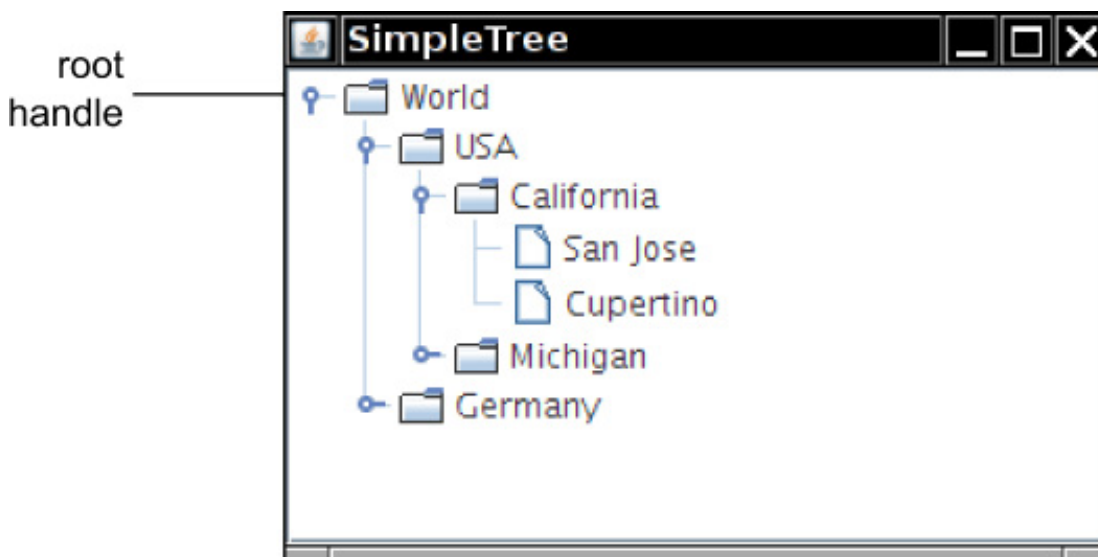 root
handle
SimpleTree
World
USA
California
San Jose
Cupertino
Michigan
Germany